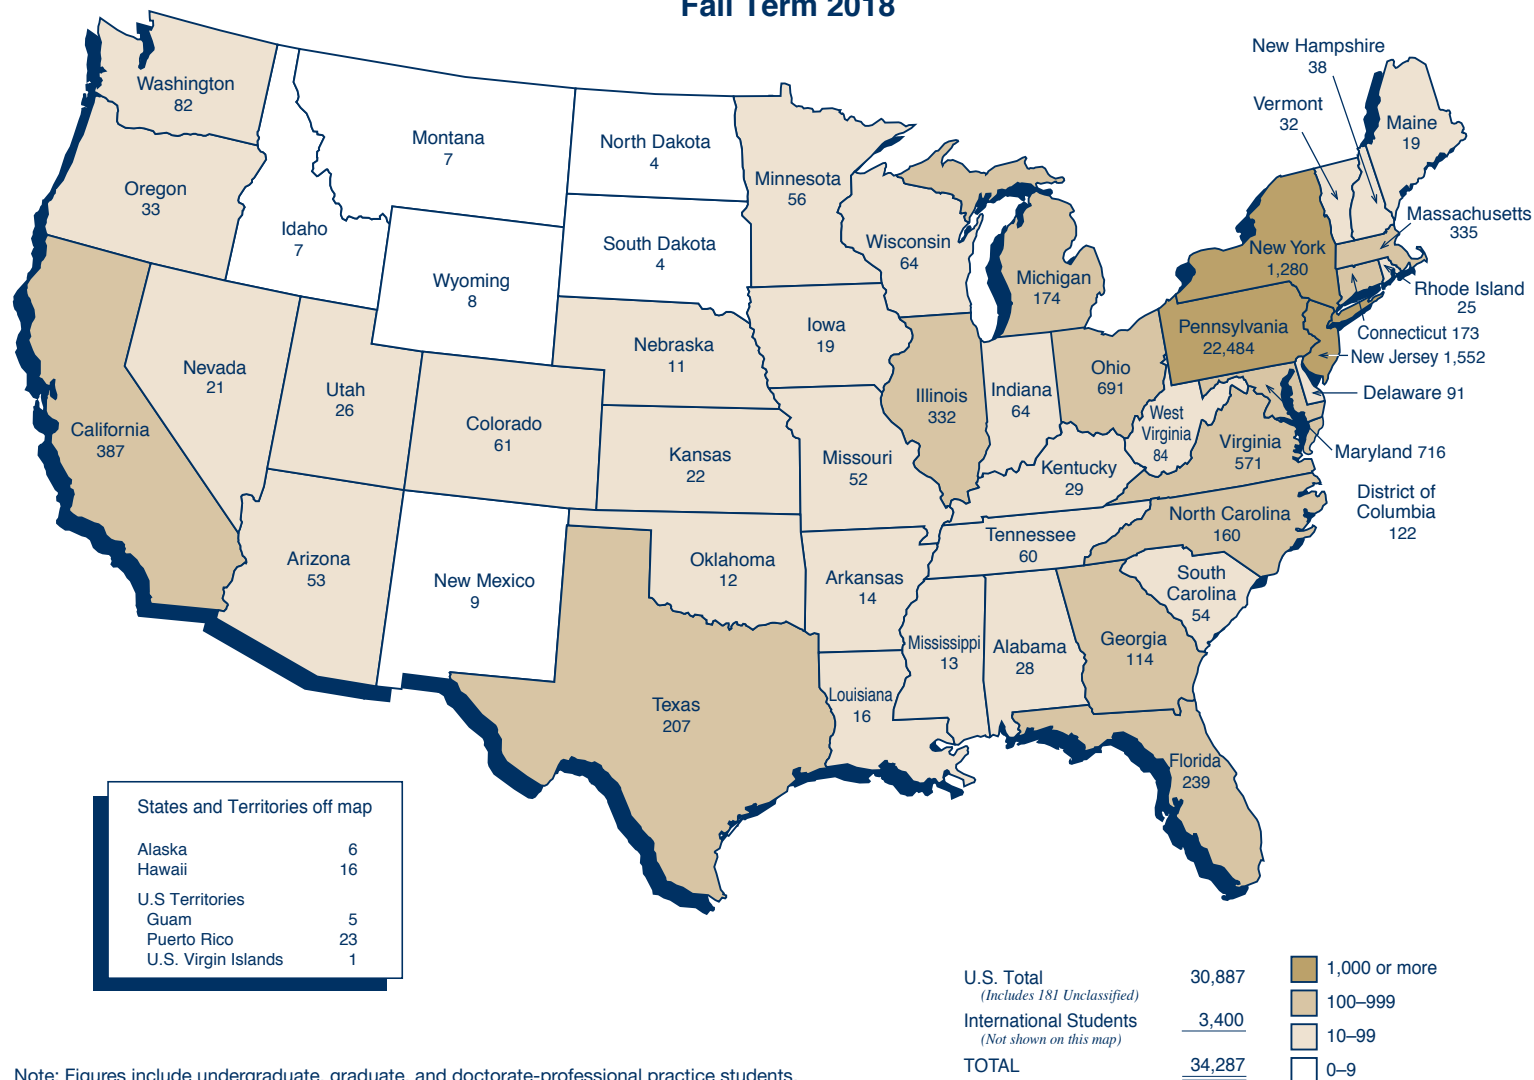 Fall Term 2018
Washington
82
Oregon
33
California
387
Nevada
21
Idaho
7
Montana
7
Wyoming
8
Utah
26
Colorado
61
Arizona
53
New Mexico
9
North Dakota
4
South Dakota
4
Nebraska
11
Kansas
22
Oklahoma
12
Texas
207
Minnesota
56
Iowa
19
Missouri
52
Arkansas
14
Louisiana
16
Wisconsin
64
Illinois
332
Michigan
174
Indiana
64
Ohio
691
Kentucky
29
Tennessee
60
Mississippi
13
Alabama
28
Georgia
114
Florida
239
South
Carolina
54
North Carolina
160
Virginia
571
West
Virginia
84
Pennsylvania
22,484
New York
1,280
Vermont
32
New Hampshire
38
Maine
19
Massachusetts
335
Rhode Island
25
Connecticut 173
New Jersey 1,552
Delaware 91
Maryland 716
District of
Columbia
122
States and Territories off map
Alaska 6
Hawaii 16
U.S Territories
Guam 5
Puerto Rico 23
U.S. Virgin Islands 1
U.S. Total 30,887
(Includes 181 Unclassified)
International Students 3,400
(Not shown on this map)
TOTAL 34,287
1,000 or more
100–999
10–99
0–9
Note: Figures include undergraduate, graduate, and doctorate-professional practice students.